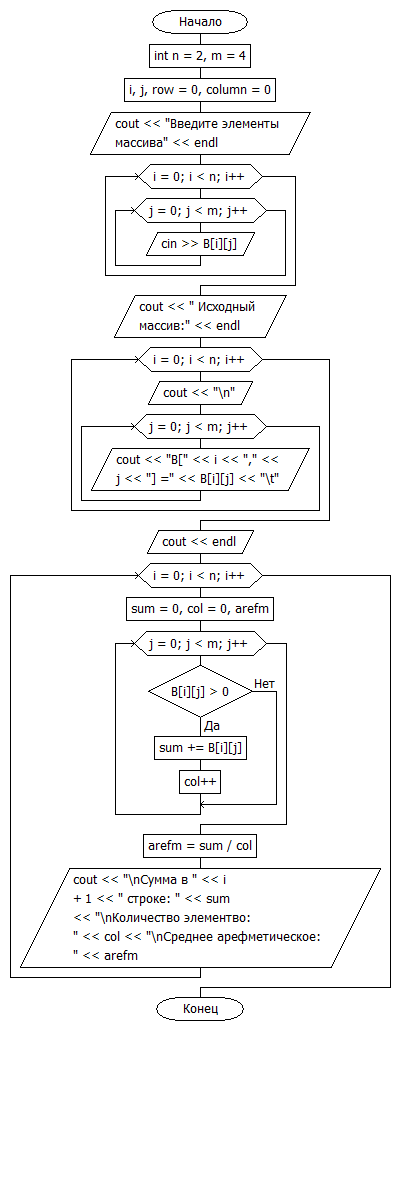 Начало
int n = 2, m = 4
i, j, row = 0, column = 0
cout << "Введите элементы
массива" << endl
i = 0; i < n; i++
j = 0; j < m; j++
cin >> B[i][j]
cout << " Исходный
массив:" << endl
i = 0; i < n; i++
cout << "\n"
j = 0; j < m; j++
cout << "B[" << i << "," <<
j << "] =" << B[i][j] << "\t"
cout << endl
i = 0; i < n; i++
sum = 0, col = 0, arefm
j = 0; j < m; j++
B[i][j] > 0
Нет
Да
sum += B[i][j]
col++
arefm = sum / col
cout << "\nСумма в " << i
+ 1 << " строке: " << sum
<< "\nКоличество элементво:
" << col << "\nСреднее арефметическое:
" << arefm
Конец